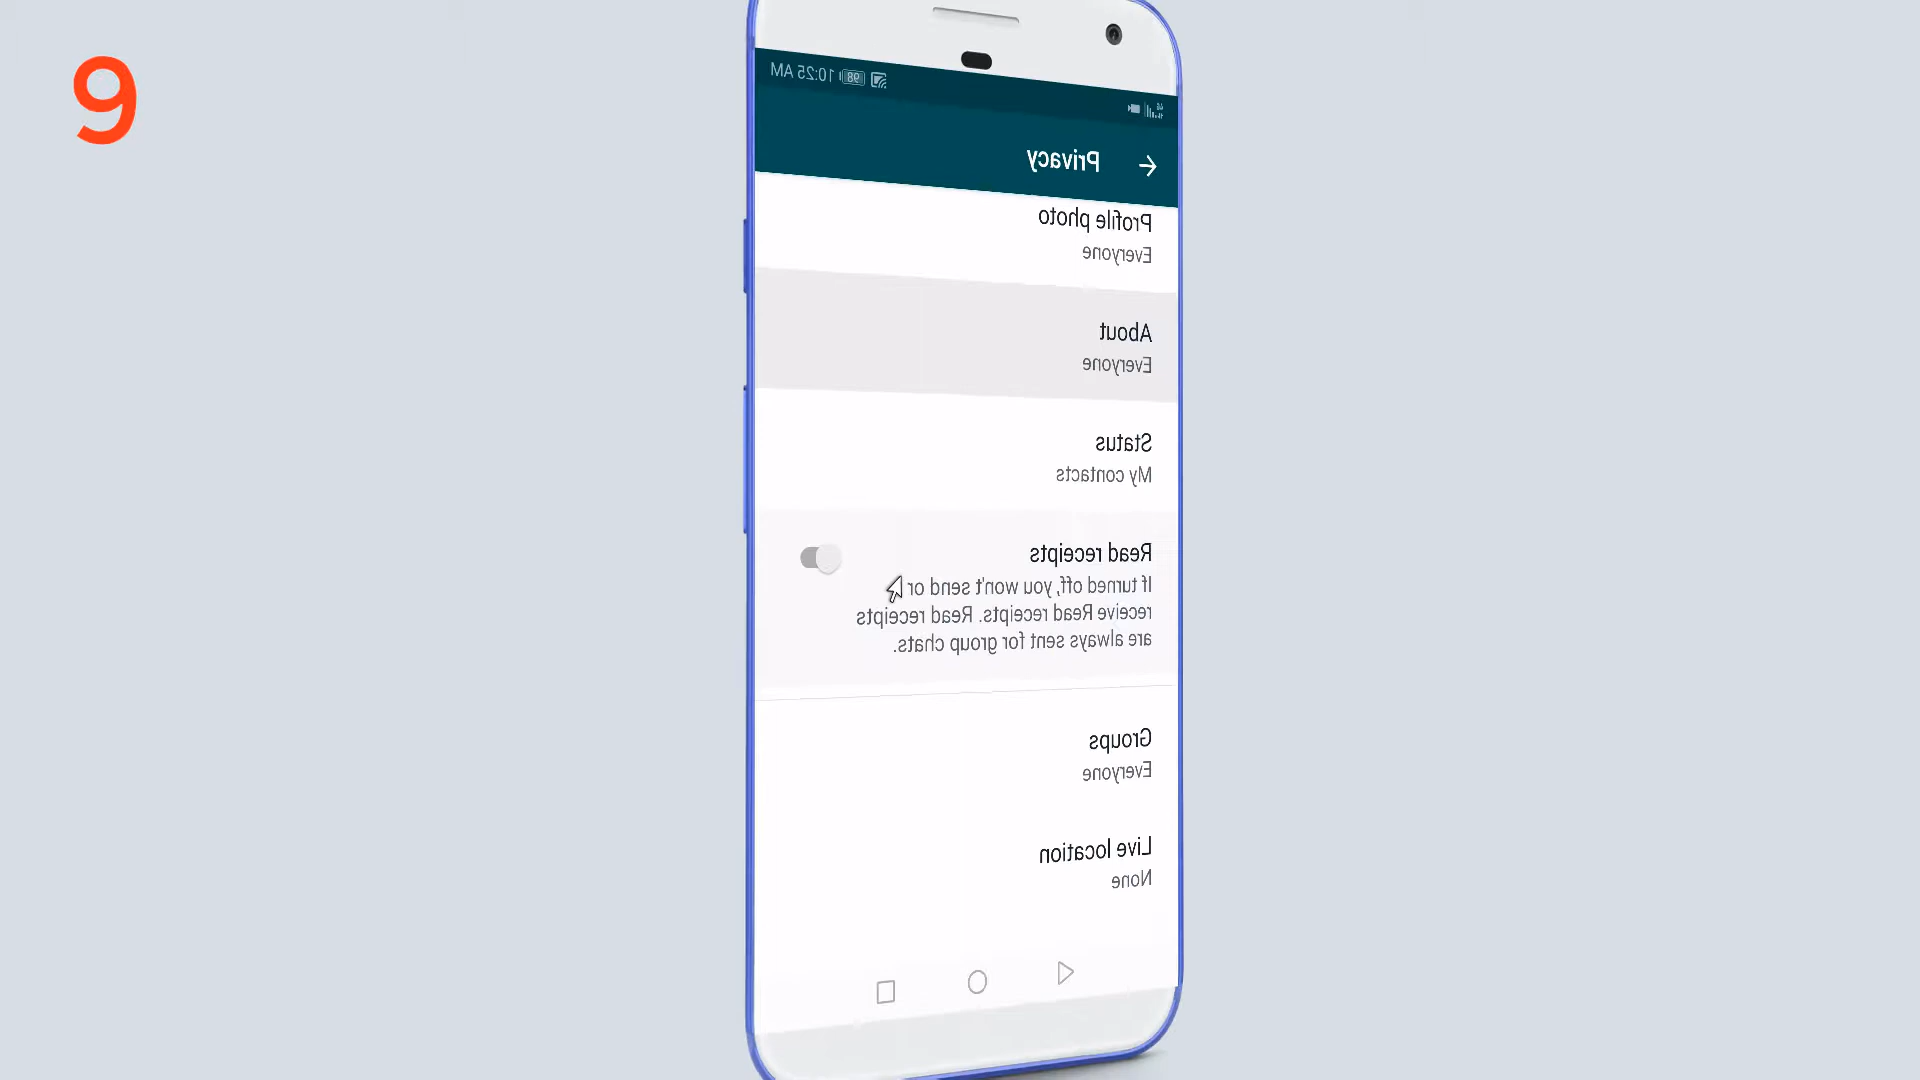 9
10:25 AM
98
4G
Privacy
Profile photo
Everyone
About
Everyone
Status
My contacts
Read receipts
If turned off, you won't send or
receive Read receipts. Read receipts
are always sent for group chats.
Groups
Everyone
Live location
None